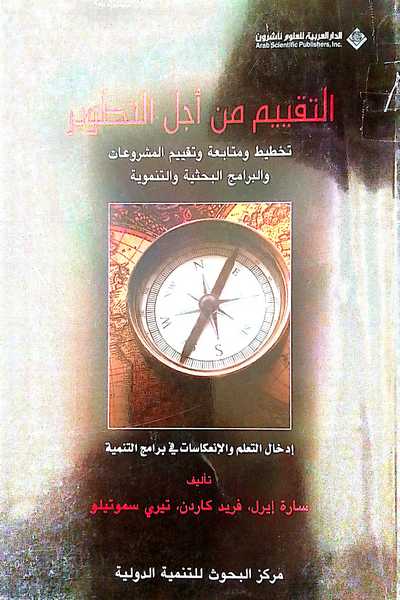 الدار العربية للعلوم ناشرون
Arab Scientific Publishers, Inc.
التقييم من أجل التطوير
تخطيط ومتابعة وتقييم المشروعات
والبرامج البحثية والتنموية
N
E
S
W
إدخال التعلم والإنعكاسات في برامج التنمية
تأليف
سارة إيرل، فريد كاردن، تيري سموتيلو
مركز البحوث للتنمية الدولية